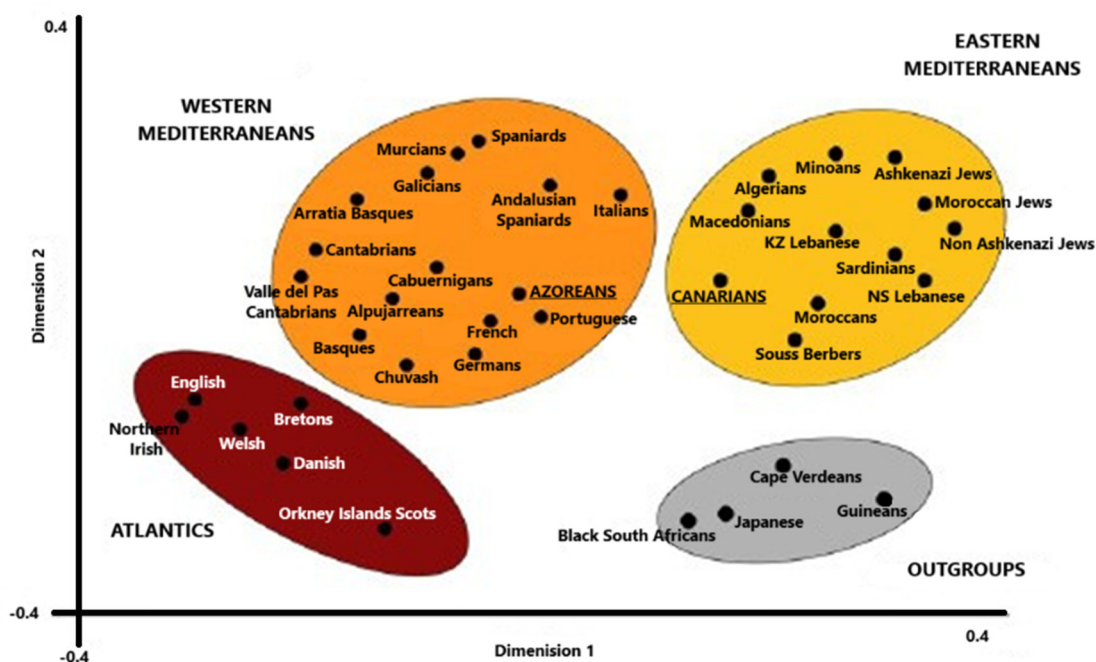 0.4
EASTERN
MEDITERRANEANS
WESTERN
MEDITERRANEANS
Spaniards
Murcians
Galicians
Andalusian
Spaniards
Italians
Arratia Basques
Cantabrians
Cabuernigans
Valle del Pas
Cantabrians
Alpujarreans
AZOREANS
Portuguese
French
Basques
Germans
Chuvash
Minoans
Ashkenazi Jews
Algerians
Moroccan Jews
Macedonians
KZ Lebanese
Non Ashkenazi Jews
Sardinians
CANARIANS
NS Lebanese
Moroccans
Souss Berbers
Dimension 2
English
Bretons
Northern
Irish
Welsh
Danish
Orkney Islands Scots
ATLANTICS
Cape Verdeans
Guineans
Japanese
Black South Africans
OUTGROUPS
-0.4
-0.4
Dimenision 1
0.4